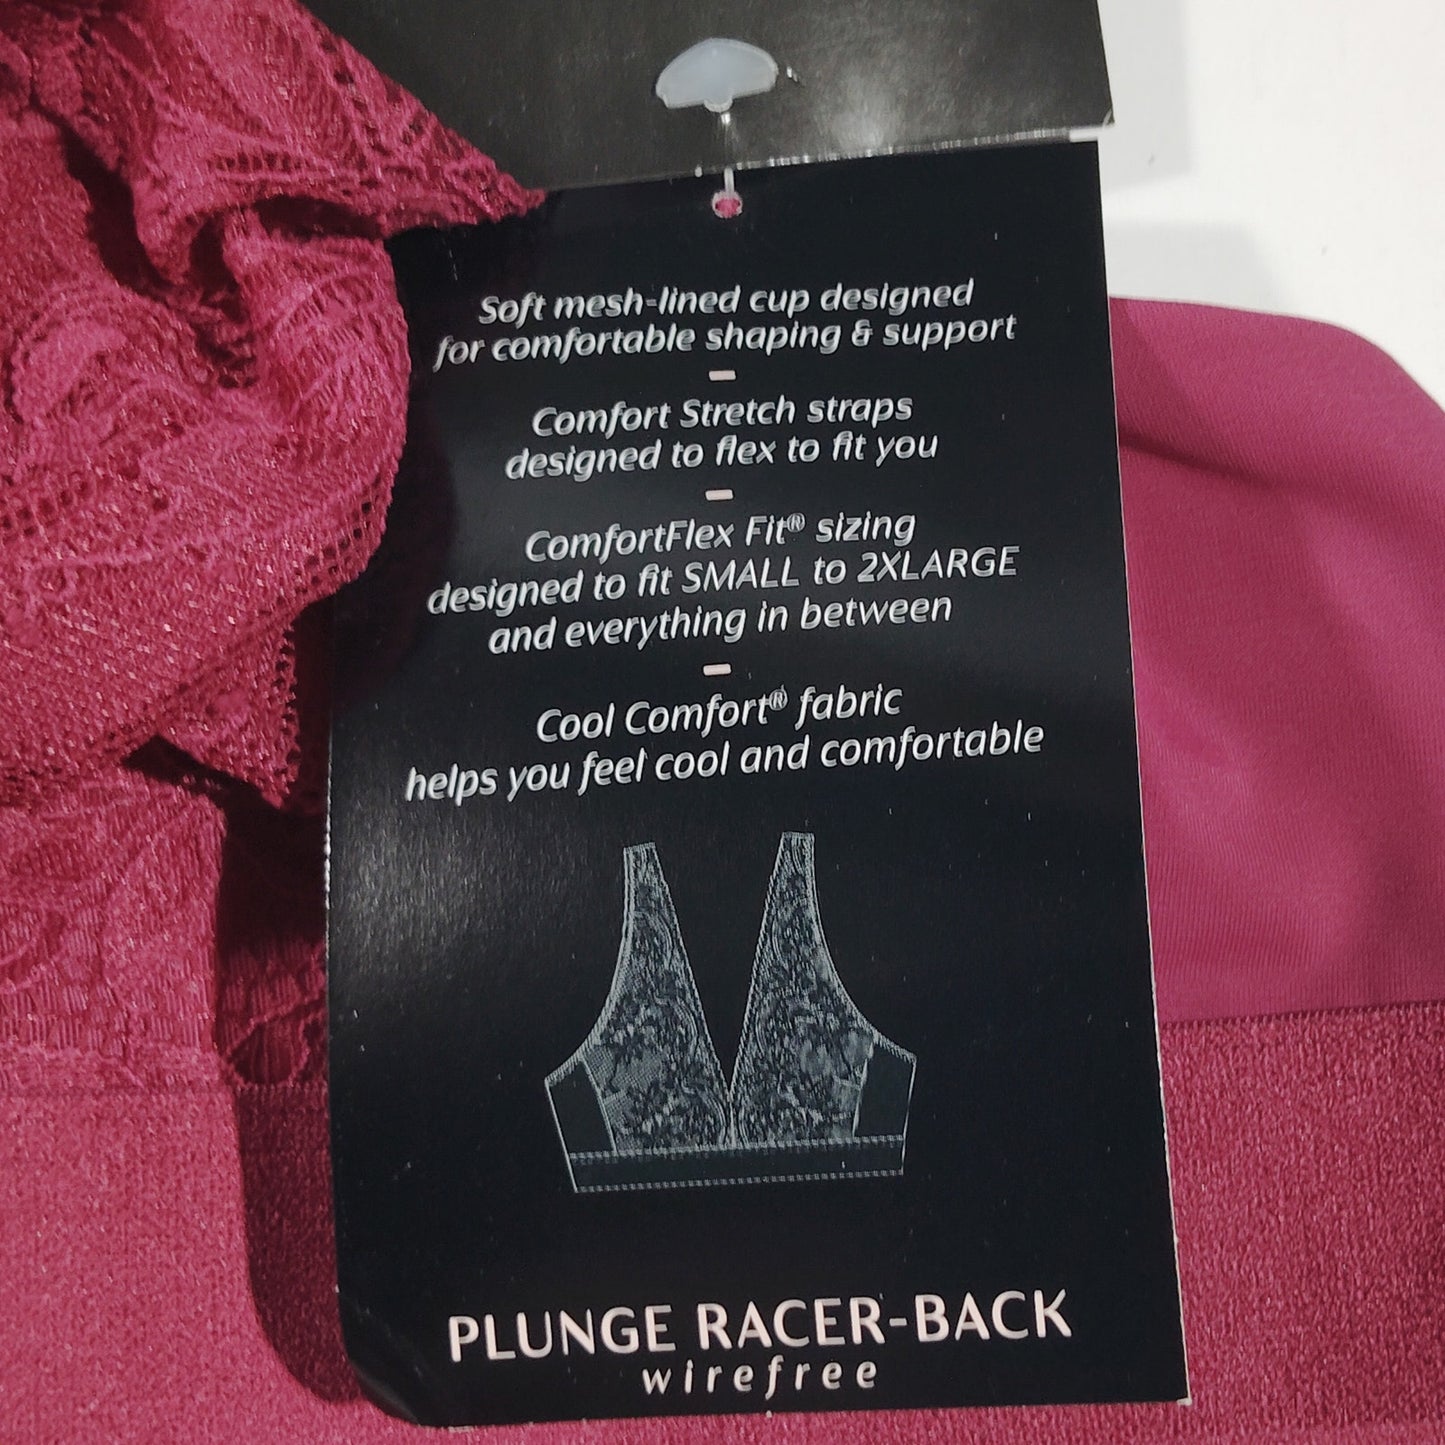 Soft mesh-lined cup designed
for comfortable shaping & support
Comfort Stretch straps
designed to flex to fit you
ComfortFlex Fit® sizing
designed to fit SMALL to 2XLARGE
and everything in between
Cool Comfort® fabric
helps you feel cool and comfortable
PLUNGE RACER-BACK
wirefree